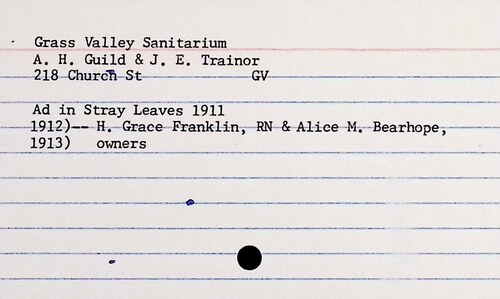 Grass Valley Sanitarium
A. H. Guild & J. E. Trainor
218 Church St GV
Ad in Stray Leaves 1911
1912)-- H. Grace Franklin, RN & Alice M. Bearhope,
1913) owners